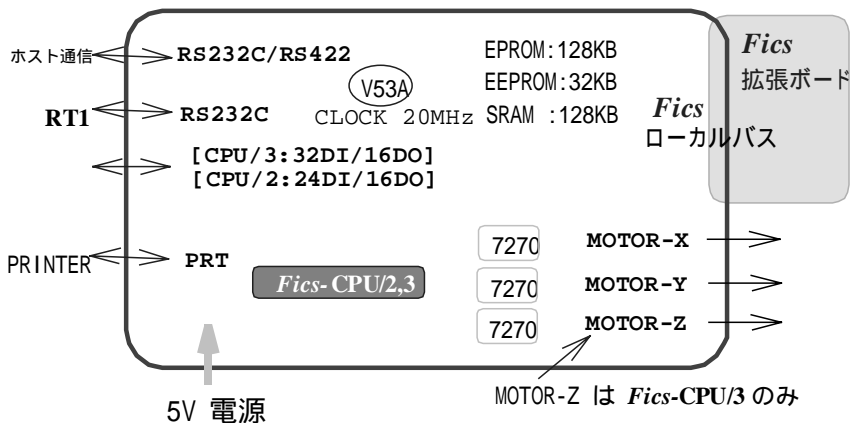 ホスト通信
RS232C/RS422
EPROM:128KB
Fics
拡張ボード
V53A
EEPROM:32KB
RT1
RS232C
CLOCK 20MHz
SRAM :128KB
Fics
ローカルバス
[CPU/3:32DI/16DO]
[CPU/2:24DI/16DO]
7270
MOTOR-X
PRINTER
PRT
Fics-CPU/2,3
7270
MOTOR-Y
7270
MOTOR-Z
MOTOR-Z は Fics-CPU/3 のみ
5V 電源